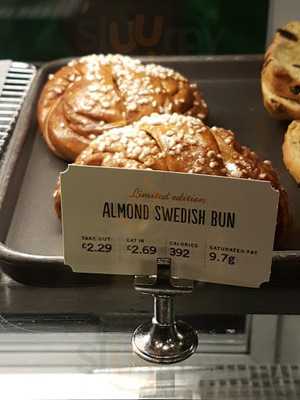 Limited edition
ALMOND SWEDISH BUN
TAKE OUT EAT IN CALORIES SATURATED FAT
£2.29 £2.69 392 9.7g